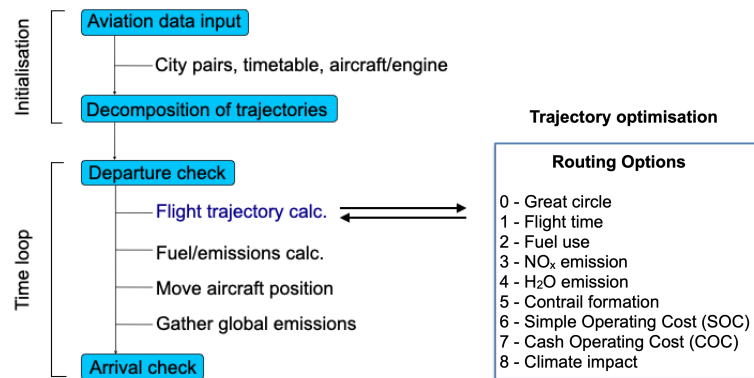 Initialisation
Aviation data input
City pairs, timetable, aircraft/engine
Decomposition of trajectories
Time loop
Departure check
Flight trajectory calc.
Fuel/emissions calc.
Move aircraft position
Gather global emissions
Arrival check
Trajectory optimisation
Routing Options
0 - Great circle
1 - Flight time
2 - Fuel use
3 - NOₓ emission
4 - H₂O emission
5 - Contrail formation
6 - Simple Operating Cost (SOC)
7 - Cash Operating Cost (COC)
8 - Climate impact